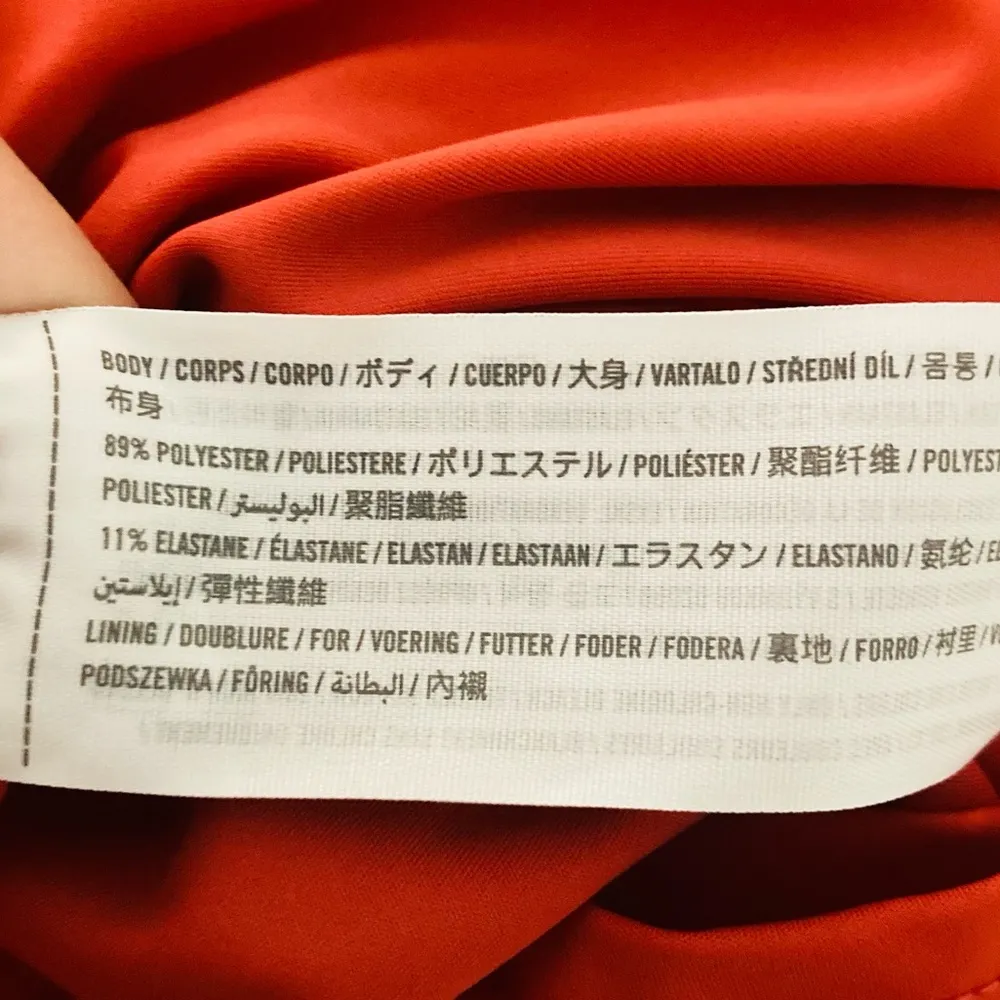 BODY / CORPS / CORPO / ボディ / CUERPO / 大身 / VARTALO / STŘEDNÍ DÍL / 몸통 /
布身
89% POLYESTER / POLIESTERE / ポリエステル / POLIÉSTER / 聚酯纤维 / POLYEST
POLIESTER / البوليستر / 聚脂纖維
11% ELASTANE / ÉLASTANE / ELASTAN / ELASTAAN / エラスタン / ELASTANO / 氨纶 /
إيلاستين / 彈性纖維
LINING / DOUBLURE / FOR / VOERING / FUTTER / FODER / FODERA / 裏地 / FORRO / 衬里 /
PODSZEWKA / FÔRING / البطانة / 內襯